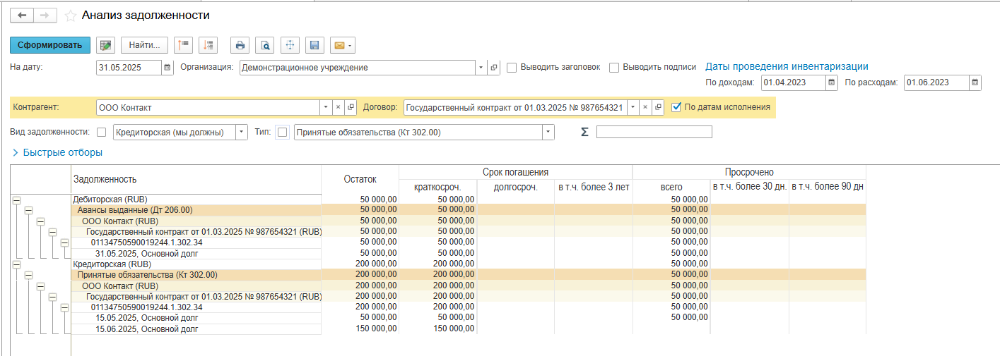 Анализ задолженности
Сформировать Найти...
На дату: 31.05.2025 Организация: Демонстрационное учреждение Выводить заголовок Выводить подписи Даты проведения инвентаризации
По доходам: 01.04.2023 По расходам: 01.06.2023
Контрагент: ООО Контакт Договор: Государственный контракт от 01.03.2025 № 987654321 По датам исполнения
Вид задолженности: Кредиторская (мы должны) Тип: Принятые обязательства (Кт 302.00) Σ
Быстрые отборы
Задолженность Остаток Срок погашения Просрочено
краткосроч. долгосроч. в т.ч. более 3 лет всего в т.ч. более 30 дн. в т.ч. более 90 дн
Дебиторская (RUB) 50 000,00 50 000,00 50 000,00
Авансы выданные (Дт 206.00) 50 000,00 50 000,00 50 000,00
ООО Контакт (RUB) 50 000,00 50 000,00 50 000,00
Государственный контракт от 01.03.2025 № 987654321 (RUB) 50 000,00 50 000,00 50 000,00
01134750590019244.1.302.34 50 000,00 50 000,00 50 000,00
31.05.2025, Основной долг 50 000,00 50 000,00 50 000,00
Кредиторская (RUB) 200 000,00 200 000,00 50 000,00
Принятые обязательства (Кт 302.00) 200 000,00 200 000,00 50 000,00
ООО Контакт (RUB) 200 000,00 200 000,00 50 000,00
Государственный контракт от 01.03.2025 № 987654321 (RUB) 200 000,00 200 000,00 50 000,00
01134750590019244.1.302.34 200 000,00 200 000,00 50 000,00
15.05.2025, Основной долг 50 000,00 50 000,00 50 000,00
15.06.2025, Основной долг 150 000,00 150 000,00